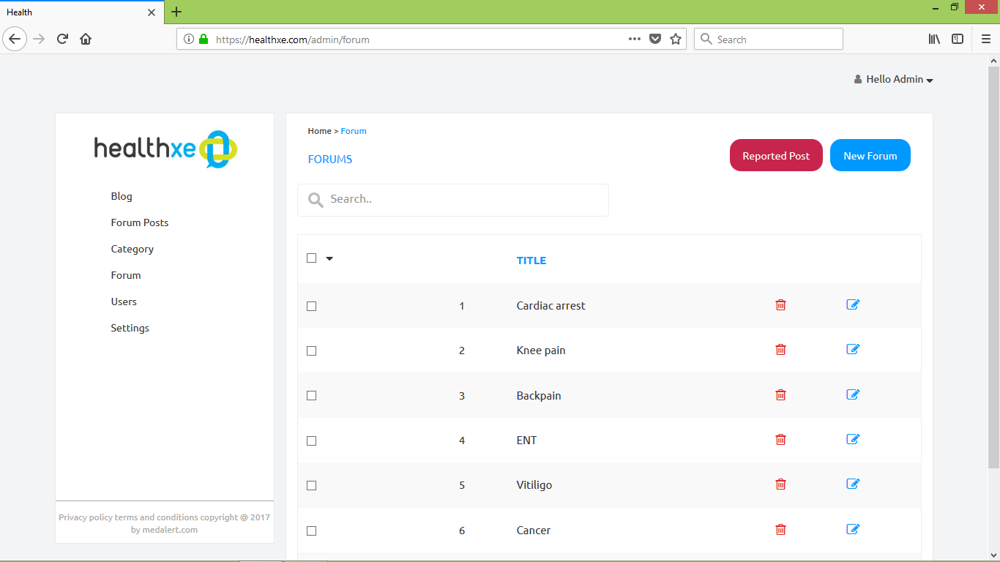 Health
https://healthxe.com/admin/forum
Search
Hello Admin
healthxe
Blog
Forum Posts
Category
Forum
Users
Settings
Privacy policy terms and conditions copyright @ 2017
by medalert.com
Home > Forum
FORUMS
Reported Post
New Forum
Search..
TITLE
1 Cardiac arrest
2 Knee pain
3 Backpain
4 ENT
5 Vitiligo
6 Cancer